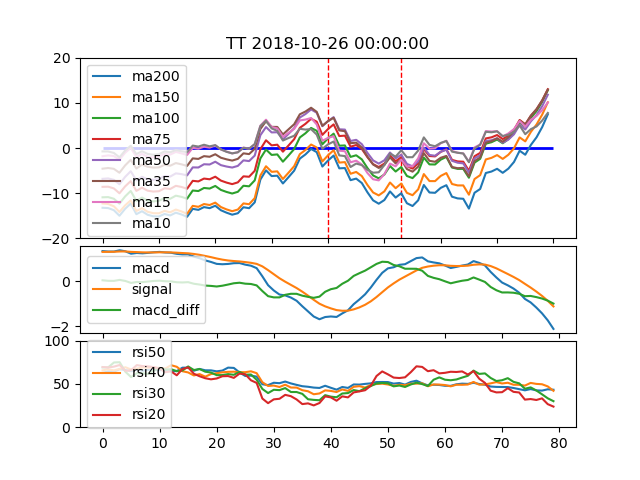 TT 2018-10-26 00:00:00
20
10
0
−10
−20
ma200
ma150
ma100
ma75
ma50
ma35
ma15
ma10
0
−2
macd
signal
macd_diff
100
50
0
rsi50
rsi40
rsi30
rsi20
0 10 20 30 40 50 60 70 80